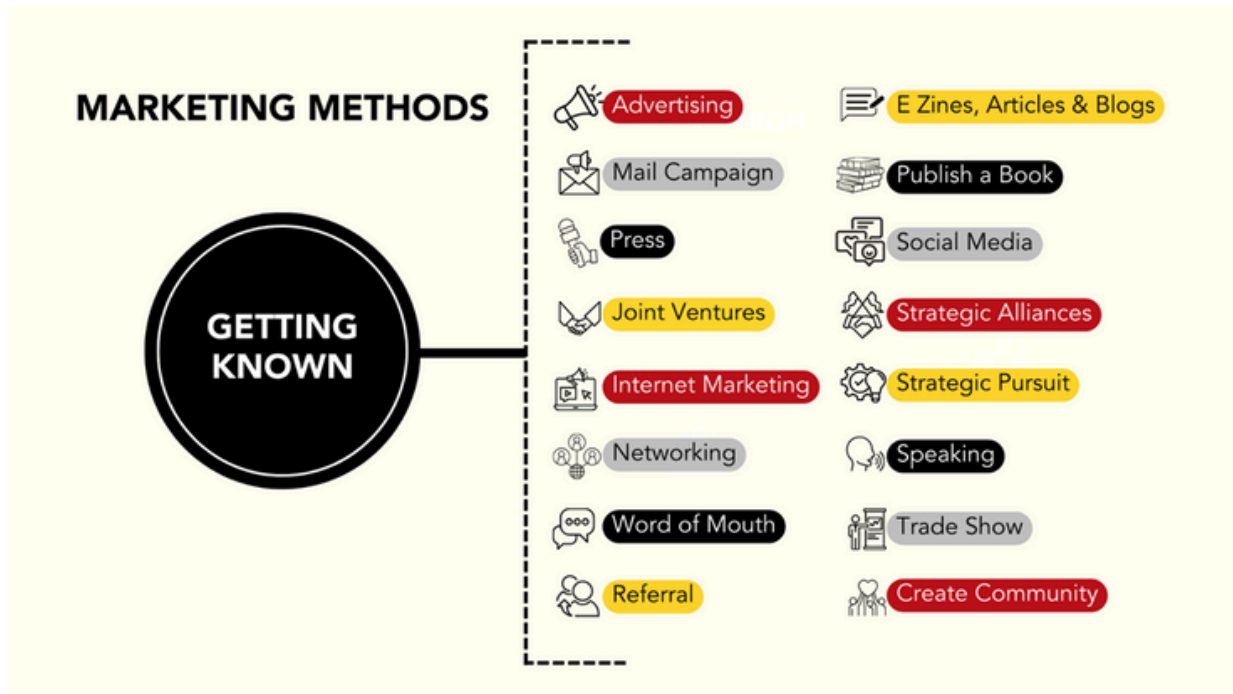 MARKETING METHODS
GETTING
KNOWN
Advertising
Mail Campaign
Press
Joint Ventures
Internet Marketing
Networking
Word of Mouth
Referral
E Zines, Articles & Blogs
Publish a Book
Social Media
Strategic Alliances
Strategic Pursuit
Speaking
Trade Show
Create Community